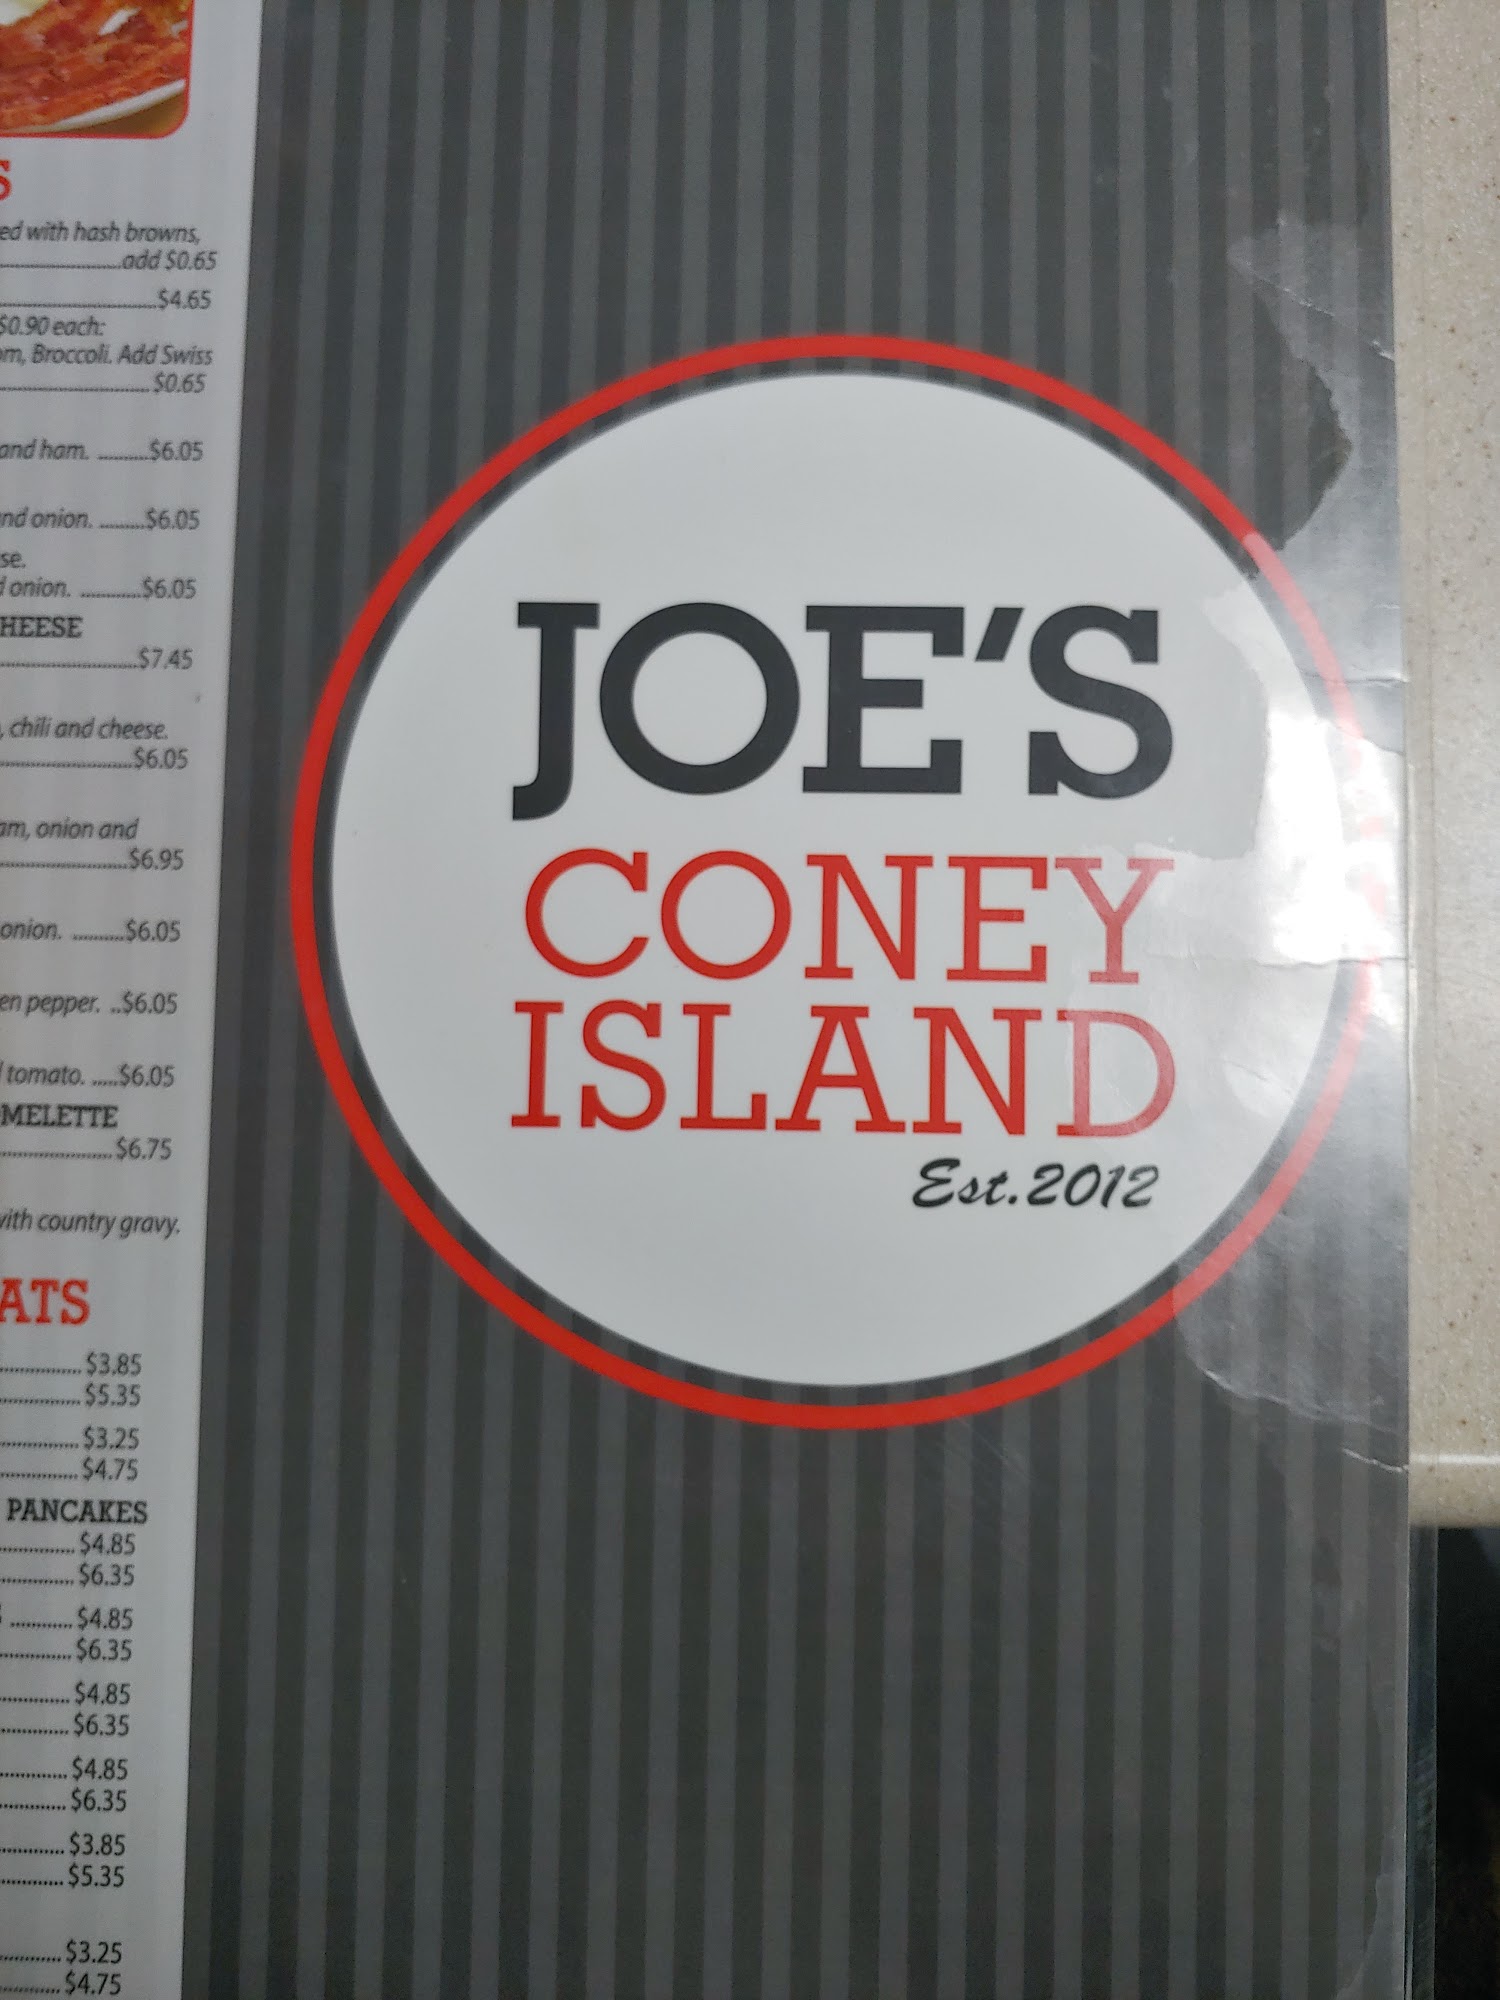 S
ed with hash browns,
add $0.65
$4.65
$0.90 each:
om, Broccoli. Add Swiss
$0.65
and ham. ..........$6.05
nd onion. .........$6.05
se.
d onion. ............$6.05
HEESE
$7.45
, chili and cheese.
$6.05
am, onion and
$6.95
onion. ..........$6.05
en pepper. ..$6.05
tomato. .....$6.05
MELETTE
$6.75
with country gravy.
ATS
$3.85
$5.35
$3.25
$4.75
PANCAKES
$4.85
$6.35
$4.85
$6.35
$4.85
$6.35
$4.85
$6.35
$3.85
$5.35
$3.25
$4.75
JOE'S
CONEY
ISLAND
Est.2012